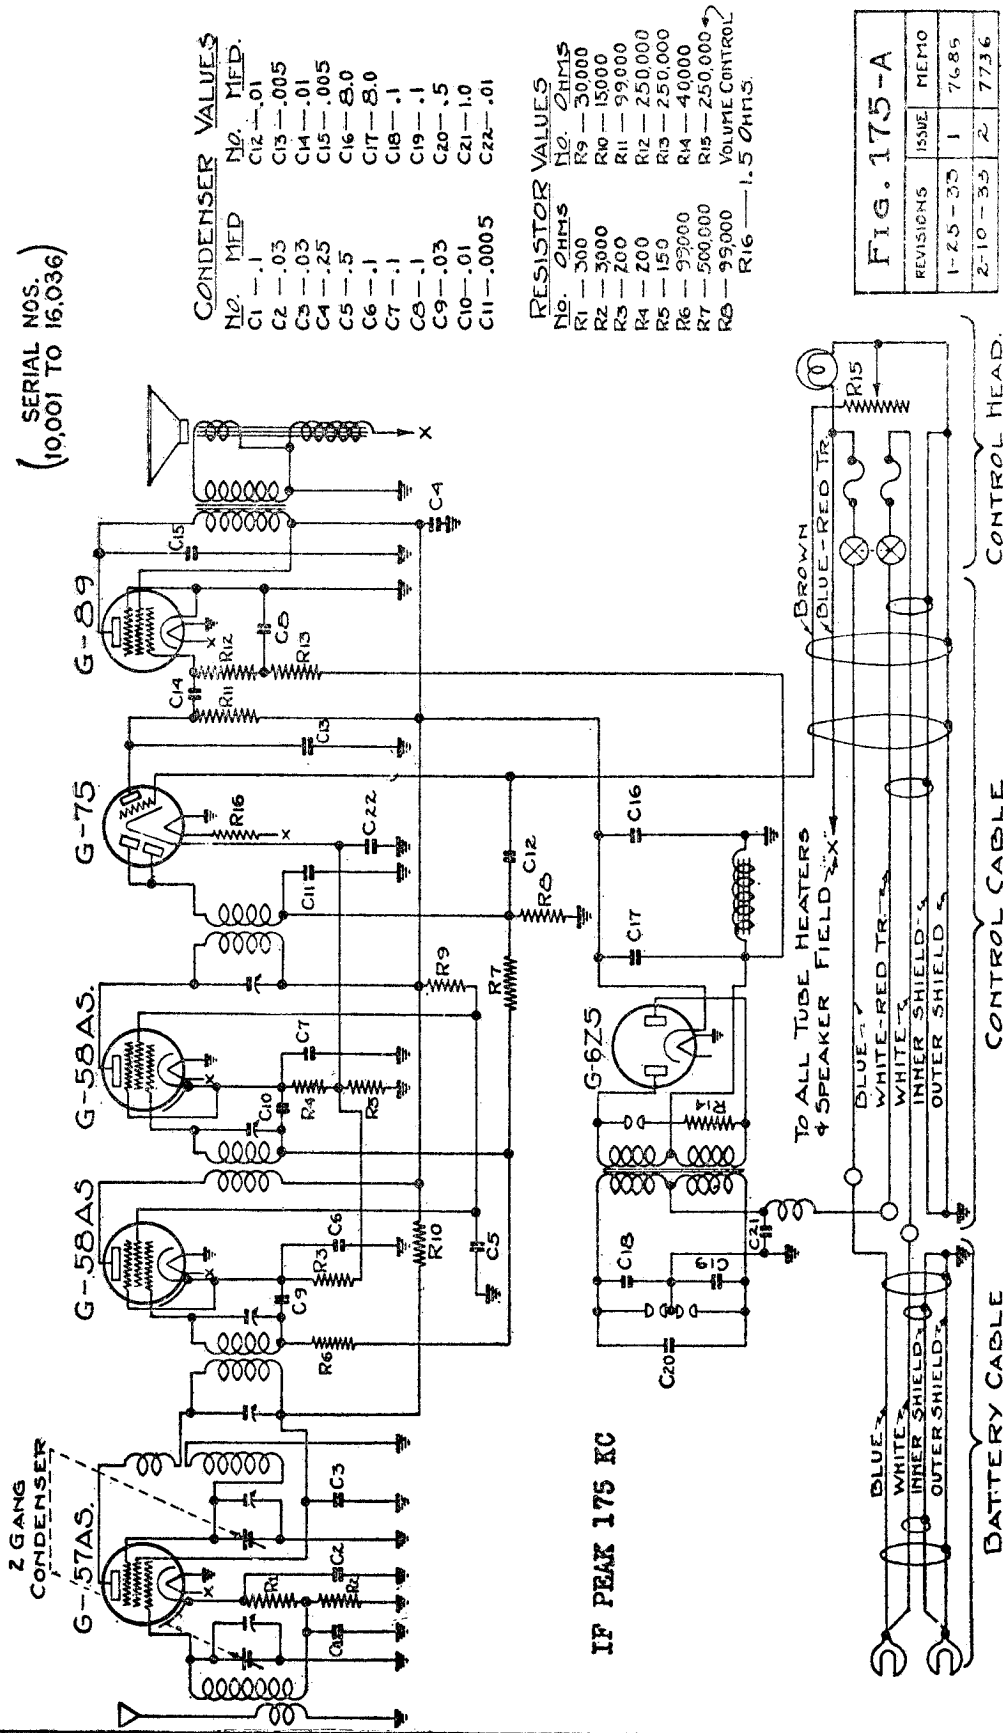 (SERIAL NOS.
10,001 TO 16,036)
CONDENSER VALUES
NO. MFD NO. MFD.
C1 -- .1 C12 -- .01
C2 -- .03 C13 -- .005
C3 -- .03 C14 -- .01
C4 -- .25 C15 -- .005
C5 -- .5 C16 -- 8.0
C6 -- .1 C17 -- 8.0
C7 -- .1 C18 -- .1
C8 -- .1 C19 -- .1
C9 -- .03 C20 -- .5
C10 -- .01 C21 -- 1.0
C11 -- .0005 C22 -- .01
RESISTOR VALUES
NO. OHMS NO. OHMS
R1 -- 300 R9 -- 30,000
R2 -- 3,000 R10 -- 15,000
R3 -- 200 R11 -- 99,000
R4 -- 200 R12 -- 250,000
R5 -- 150 R13 -- 250,000
R6 -- 99,000 R14 -- 40,000
R7 -- 500,000 R15 -- 250,000
R8 -- 99,000 VOLUME CONTROL
R16 -- 1.5 OHMS.
FIG. 175-A
REVISIONS ISSUE MEMO
1-25-33 1 7685
2-10-33 2 7736
2 GANG
CONDENSER
G-57AS.
G-58AS
G-58AS.
G-75
G-89
G-6Z5
R1
C2
C3
X
R6
C9
R3
C6
X
R10
C5
C10
R4
C7
R5
X
R9
R7
C11
R16
X
C22
C12
R8
C13
R11
C14
R12
C8
R13
X
C15
C4
X
C20
C18
C19
C21
R14
C17
C16
IF PEAK 175 KC
TO ALL TUBE HEATERS
& SPEAKER FIELD "X"
BROWN
BLUE-RED TR.
R15
BLUE
WHITE-RED TR.
WHITE
INNER SHIELD
OUTER SHIELD
BLUE
WHITE
INNER SHIELD
OUTER SHIELD
BATTERY CABLE
CONTROL CABLE
CONTROL HEAD.